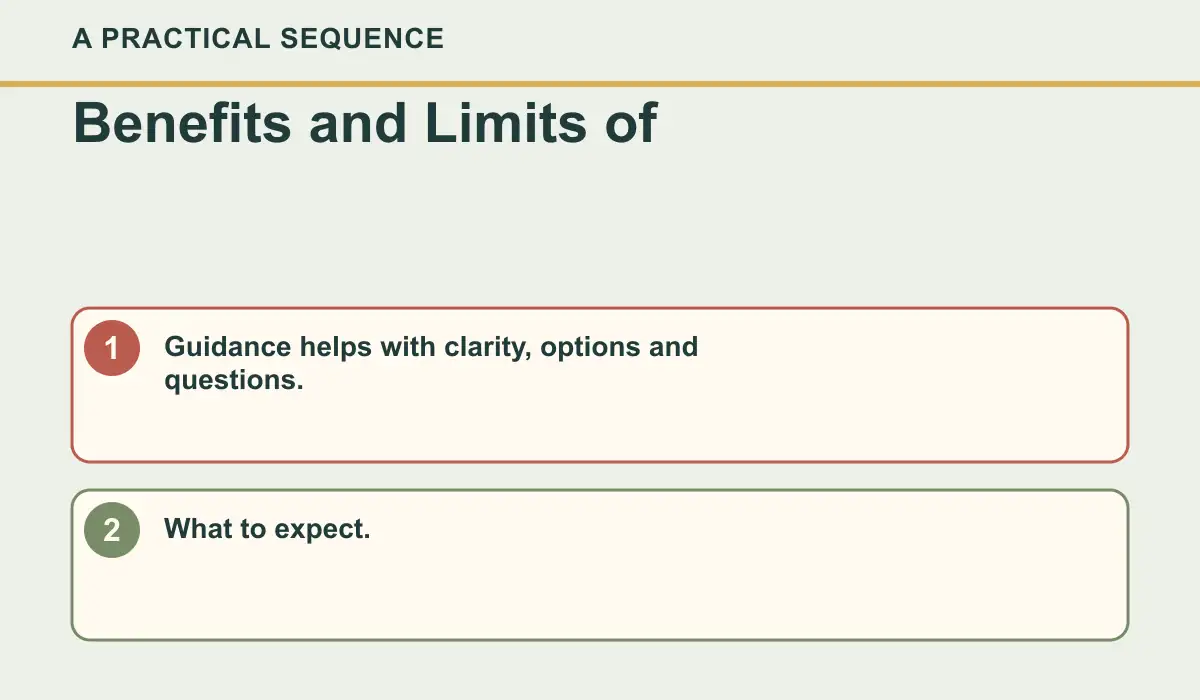 A PRACTICAL SEQUENCE
Benefits and Limits of
1
Guidance helps with clarity, options and
questions.
2
What to expect.